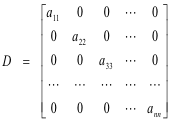 a₁₁ 0 0 ⋯ 0
0 a₂₂ 0 ⋯ 0
D = 0 0 a₃₃ ⋯ 0
⋯ ⋯ ⋯ ⋯ ⋯
0 0 0 ⋯ aₙₙ